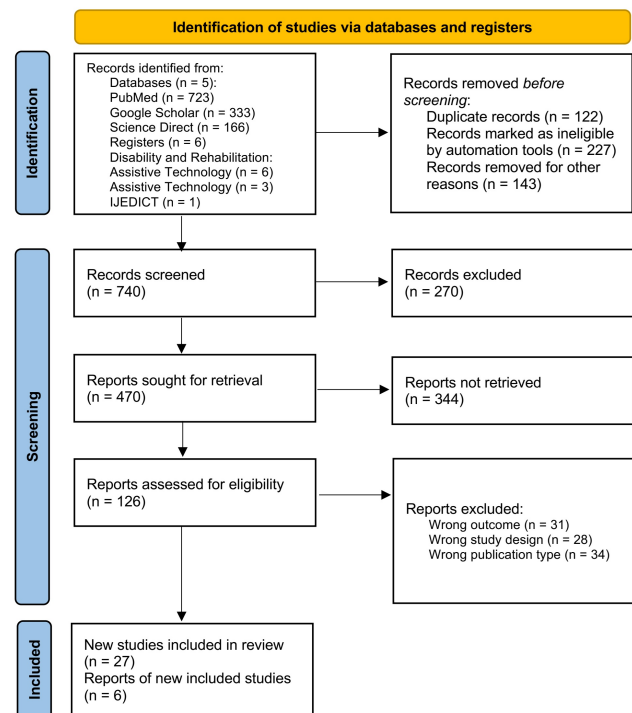 Identification of studies via databases and registers
Identification
Records identified from:
Databases (n = 5):
PubMed (n = 723)
Google Scholar (n = 333)
Science Direct (n = 166)
Registers (n = 6)
Disability and Rehabilitation:
Assistive Technology (n = 6)
Assistive Technology (n = 3)
IJEDICT (n = 1)
Records removed before
screening:
Duplicate records (n = 122)
Records marked as ineligible
by automation tools (n = 227)
Records removed for other
reasons (n = 143)
Screening
Records screened
(n = 740)
Records excluded
(n = 270)
Reports sought for retrieval
(n = 470)
Reports not retrieved
(n = 344)
Reports assessed for eligibility
(n = 126)
Reports excluded:
Wrong outcome (n = 31)
Wrong study design (n = 28)
Wrong publication type (n = 34)
Included
New studies included in review
(n = 27)
Reports of new included studies
(n = 6)